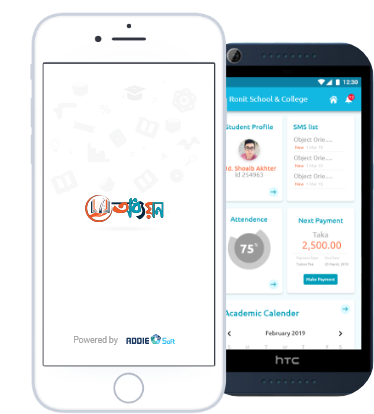 অধ্যয়ন
Powered by ADDIE Soft
12:30
Ronit School & College
Student Profile
SMS list
Md. Shoaib Akhter
Id 254963
Object Orie....
New
Object Orie....
New
Object Orie....
New
Attendence
75%
Next Payment
Taka
2,500.00
Make Payment
Academic Calender
February 2019
S M T W T F S
hTC